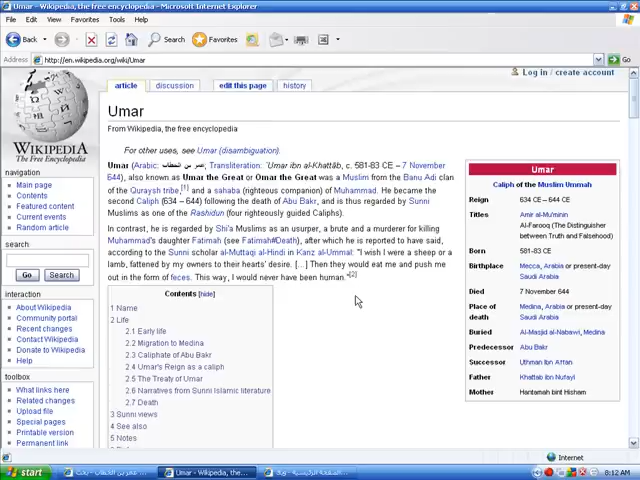 Umar - Wikipedia, the free encyclopedia - Microsoft Internet Explorer
File Edit View Favorites Tools Help
Back Search Favorites
Address http://en.wikipedia.org/wiki/Umar Go
Log in / create account
article discussion edit this page history
Umar
From Wikipedia, the free encyclopedia
For other uses, see Umar (disambiguation).
Umar (Arabic: عمر بن الخطاب; Transliteration: `Umar ibn al-Khattāb, c. 581-83 CE – 7 November
644), also known as Umar the Great or Omar the Great was a Muslim from the Banu Adi clan
of the Quraysh tribe,[1] and a sahaba (righteous companion) of Muhammad. He became the
second Caliph (634 – 644) following the death of Abu Bakr, and is thus regarded by Sunni
Muslims as one of the Rashidun (four righteously guided Caliphs).
In contrast, he is regarded by Shi'a Muslims as an usurper, a brute and a murderer for killing
Muhammad's daughter Fatimah (see Fatimah#Death), after which he is reported to have said,
according to the Sunni scholar al-Muttaqi al-Hindi in Kanz al-Ummal: "I wish I were a sheep or a
lamb, fattened by my owners to their hearts' desire. [...] Then they would eat me and push me
out in the form of feces. This way, I would never have been human."[2]
Contents [hide]
1 Name
2 Life
2.1 Early life
2.2 Migration to Medina
2.3 Caliphate of Abu Bakr
2.4 Umar's Reign as a caliph
2.5 The Treaty of Umar
2.6 Narratives from Sunni Islamic literature
2.7 Death
3 Sunni views
4 See also
5 Notes
Umar
Caliph of the Muslim Ummah
Reign 634 CE – 644 CE
Titles Amir al-Mu'minin
Al-Farooq (The Distinguisher
between Truth and Falsehood)
Born 581-83 CE
Birthplace Mecca, Arabia or present-day
Saudi Arabia
Died 7 November 644
Place of death Medina, Arabia or present-day
Saudi Arabia
Buried Al-Masjid al-Nabawi, Medina
Predecessor Abu Bakr
Successor Uthman Ibn Affan
Father Khattab ibn Nufayl
Mother Hantamah bint Hisham
WIKIPEDIA
The Free Encyclopedia
navigation
Main page
Contents
Featured content
Current events
Random article
search
Go Search
interaction
About Wikipedia
Community portal
Recent changes
Contact Wikipedia
Donate to Wikipedia
Help
toolbox
What links here
Related changes
Upload file
Special pages
Printable version
Permanent link
Internet
start
Umar - Wikipedia, the...
8:12 AM